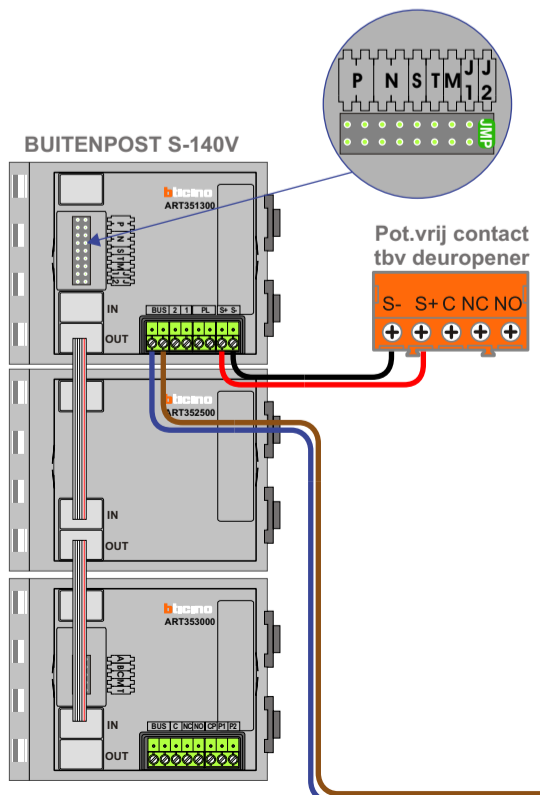 P N S T M J1 J2
JMP
BUITENPOST S-140V
bticino
ART351300
P N S T M J1 J2
IN
OUT
BUS 2 1 PL S+ S-
Pot.vrij contact
tbv deuropener
S- S+ C NC NO
bticino
ART352500
IN
OUT
bticino
ART353000
A B C M T
IN
OUT
BUS C NC NO CP P1 P2